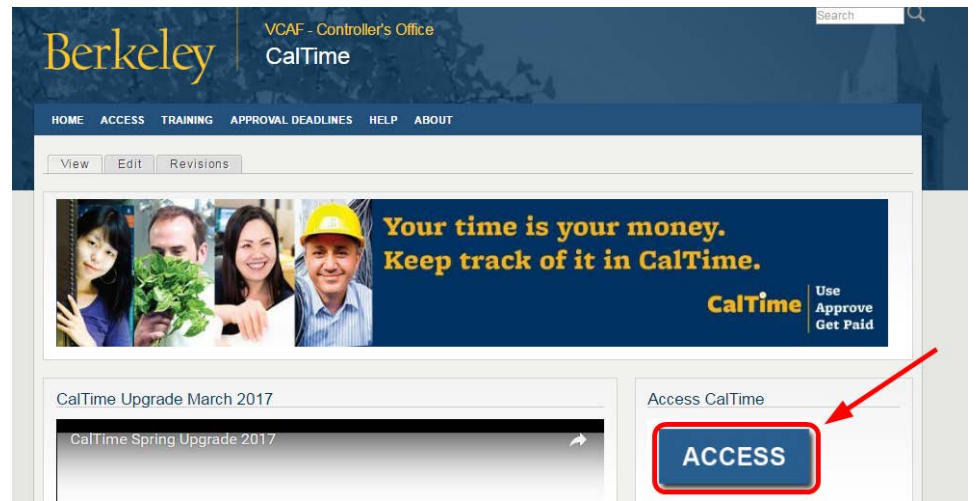 Search
Berkeley
VCAF - Controller's Office
CalTime
HOME ACCESS TRAINING APPROVAL DEADLINES HELP ABOUT
View Edit Revisions
Your time is your money.
Keep track of it in CalTime.
CalTime
Use
Approve
Get Paid
CalTime Upgrade March 2017
CalTime Spring Upgrade 2017
Access CalTime
ACCESS